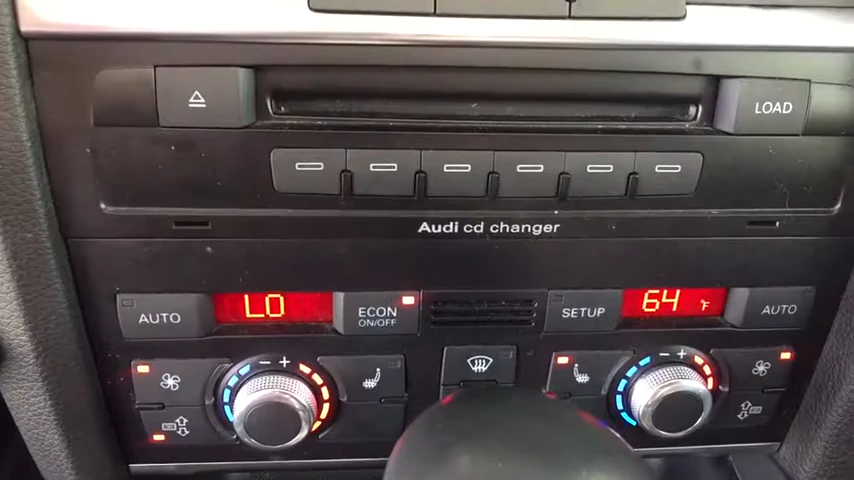 LOAD
Audi cd changer
AUTO
LO
ECON
ON/OFF
SETUP
64 °F
AUTO
- +
- +